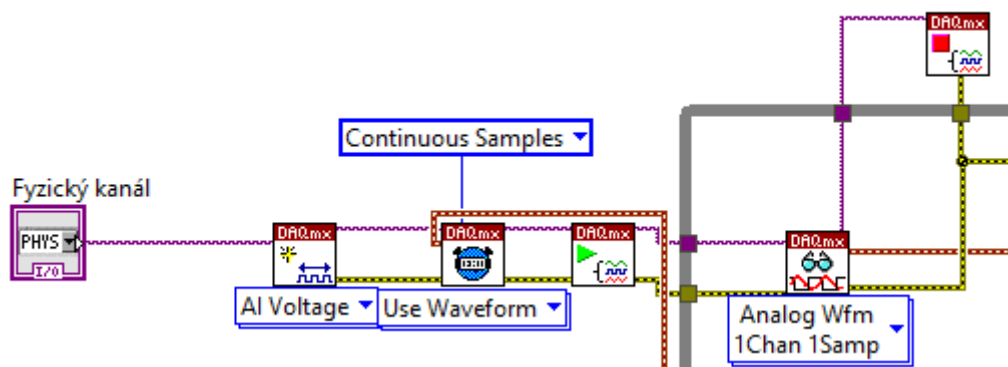 DAQmx
Continuous Samples
Fyzický kanál
PHYS
I/O
DAQmx
DAQmx
DAQmx
DAQmx
AI Voltage
Use Waveform
Analog Wfm
1Chan 1Samp